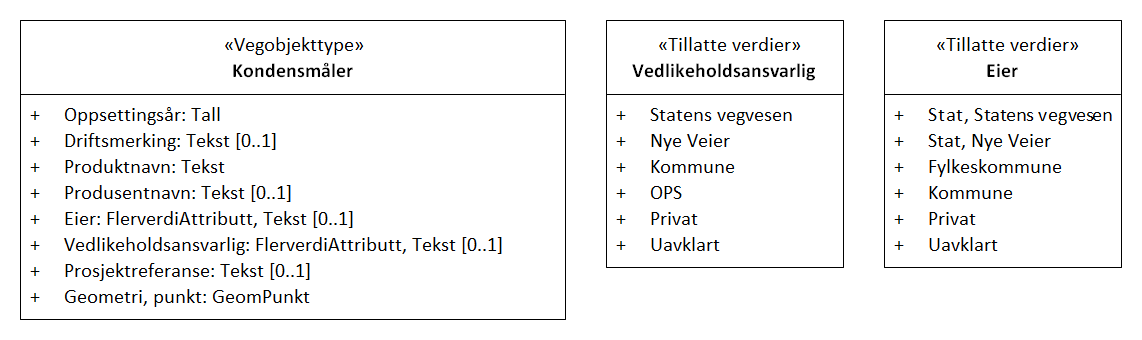 «Vegobjekttype»
Kondensmåler
+ Oppsettingsår: Tall
+ Driftsmerking: Tekst [0..1]
+ Produktnavn: Tekst
+ Produsentnavn: Tekst [0..1]
+ Eier: FlerverdiAttributt, Tekst [0..1]
+ Vedlikeholdsansvarlig: FlerverdiAttributt, Tekst [0..1]
+ Prosjektreferanse: Tekst [0..1]
+ Geometri, punkt: GeomPunkt
«Tillatte verdier»
Vedlikeholdsansvarlig
+ Statens vegvesen
+ Nye Veier
+ Kommune
+ OPS
+ Privat
+ Uavklart
«Tillatte verdier»
Eier
+ Stat, Statens vegvesen
+ Stat, Nye Veier
+ Fylkeskommune
+ Kommune
+ Privat
+ Uavklart